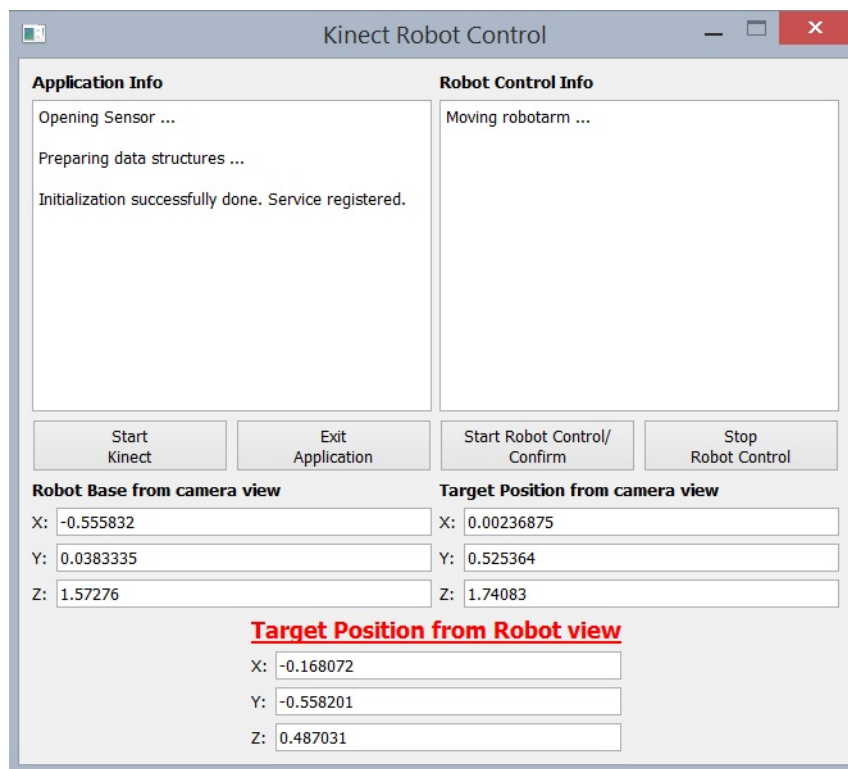 Kinect Robot Control
Application Info
Robot Control Info
Opening Sensor ...
Preparing data structures ...
Initialization successfully done. Service registered.
Moving robotarm ...
Start
Kinect
Exit
Application
Start Robot Control/
Confirm
Stop
Robot Control
Robot Base from camera view
X: -0.555832
Y: 0.0383335
Z: 1.57276
Target Position from camera view
X: 0.00236875
Y: 0.525364
Z: 1.74083
Target Position from Robot view
X: -0.168072
Y: -0.558201
Z: 0.487031